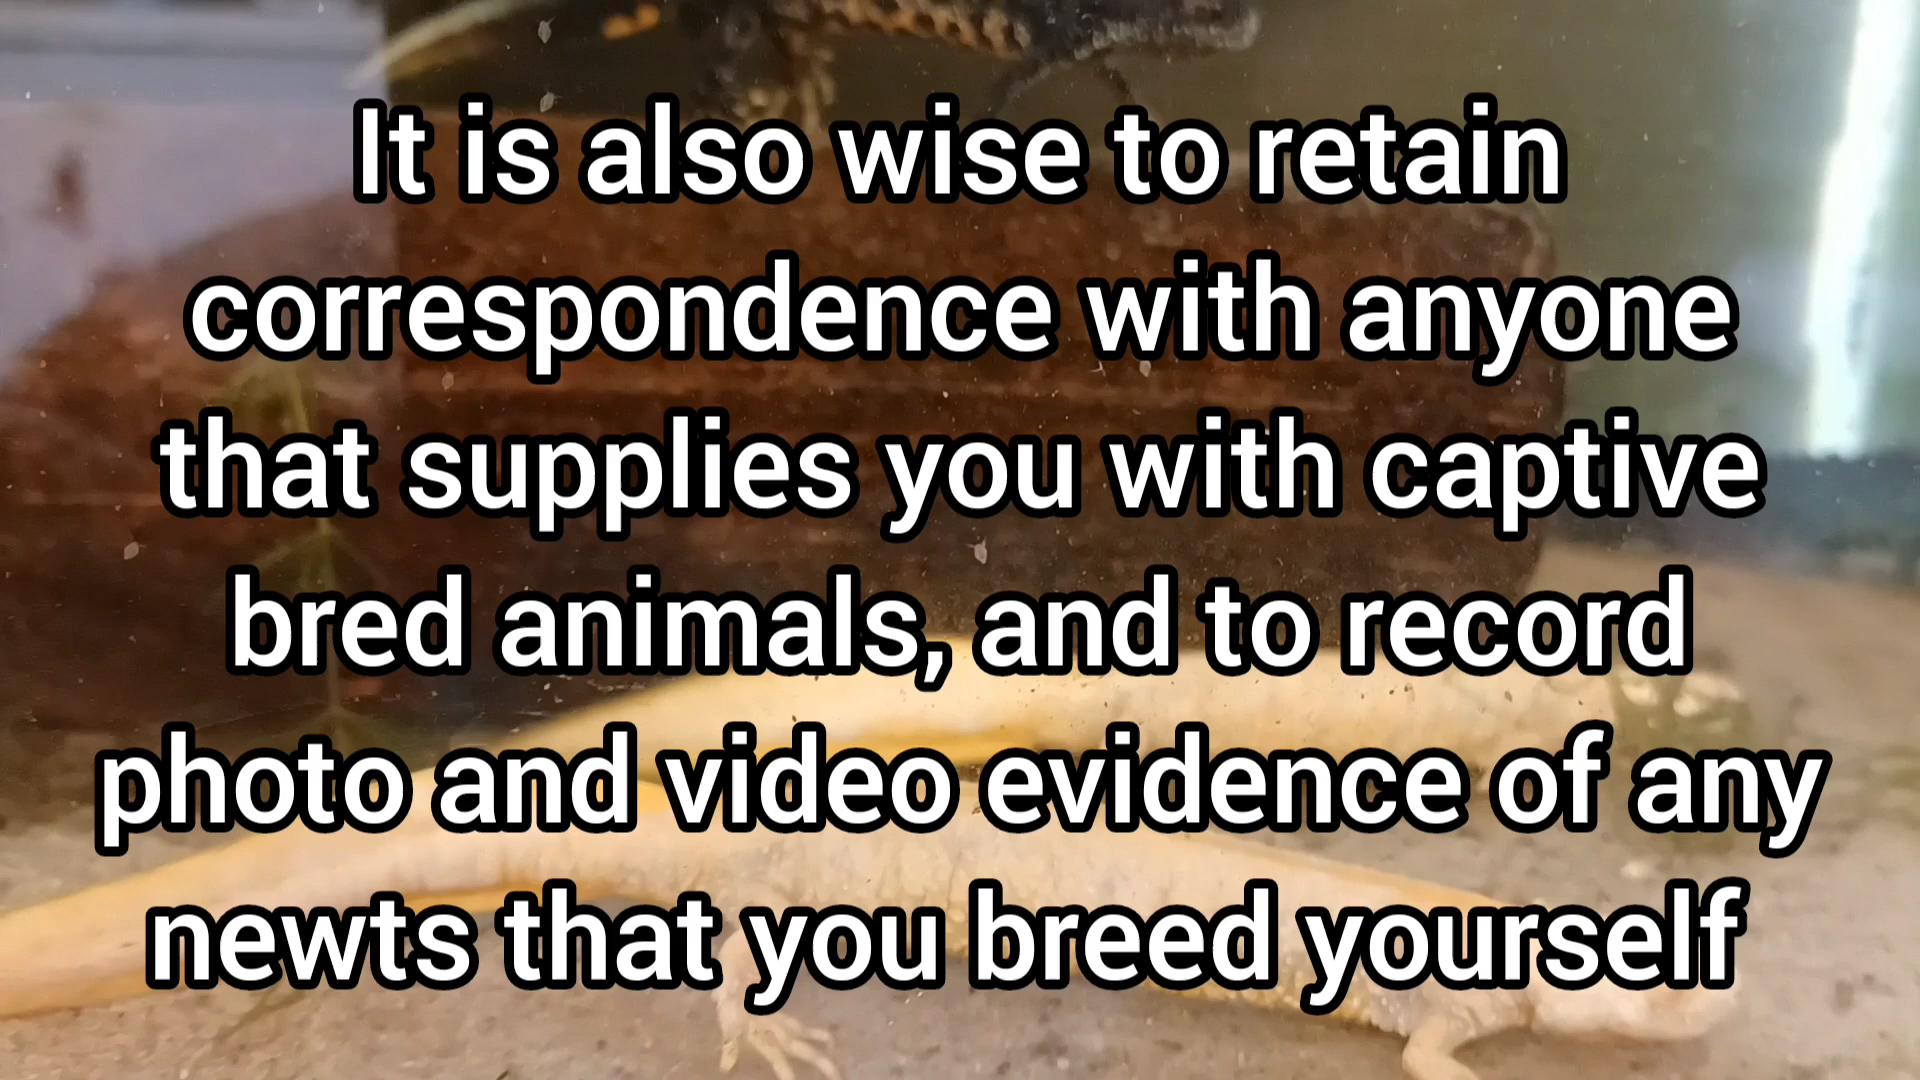 It is also wise to retain
correspondence with anyone
that supplies you with captive
bred animals, and to record
photo and video evidence of any
newts that you breed yourself